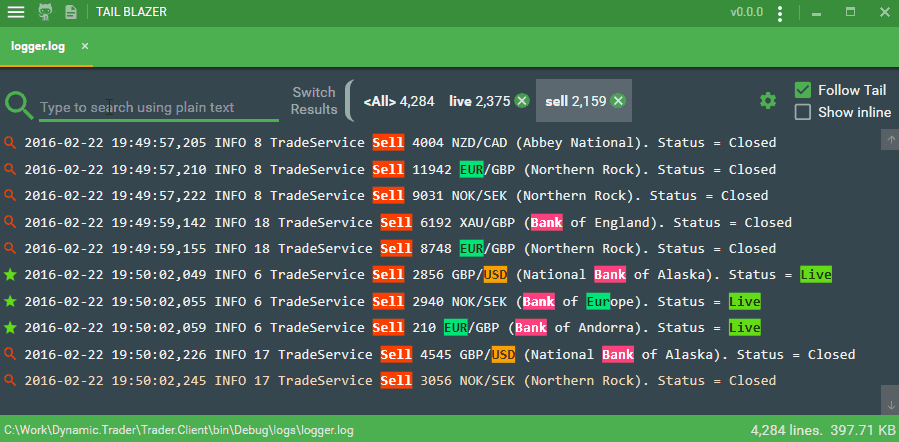 TAIL BLAZER
v0.0.0
logger.log ×
Type to search using plain text
Switch
Results
<All> 4,284 live 2,375 sell 2,159
Follow Tail
Show inline
2016-02-22 19:49:57,205 INFO 8 TradeService Sell 4004 NZD/CAD (Abbey National). Status = Closed
2016-02-22 19:49:57,210 INFO 8 TradeService Sell 11942 EUR/GBP (Northern Rock). Status = Closed
2016-02-22 19:49:57,222 INFO 8 TradeService Sell 9031 NOK/SEK (Northern Rock). Status = Closed
2016-02-22 19:49:59,142 INFO 18 TradeService Sell 6192 XAU/GBP (Bank of England). Status = Closed
2016-02-22 19:49:59,155 INFO 18 TradeService Sell 8748 EUR/GBP (Northern Rock). Status = Closed
2016-02-22 19:50:02,049 INFO 6 TradeService Sell 2856 GBP/USD (National Bank of Alaska). Status = Live
2016-02-22 19:50:02,055 INFO 6 TradeService Sell 2940 NOK/SEK (Bank of Europe). Status = Live
2016-02-22 19:50:02,059 INFO 6 TradeService Sell 210 EUR/GBP (Bank of Andorra). Status = Live
2016-02-22 19:50:02,226 INFO 17 TradeService Sell 4545 GBP/USD (National Bank of Alaska). Status = Closed
2016-02-22 19:50:02,245 INFO 17 TradeService Sell 3056 NOK/SEK (Northern Rock). Status = Closed
C:\Work\Dynamic.Trader\Trader.Client\bin\Debug\logs\logger.log
4,284 lines. 397.71 KB